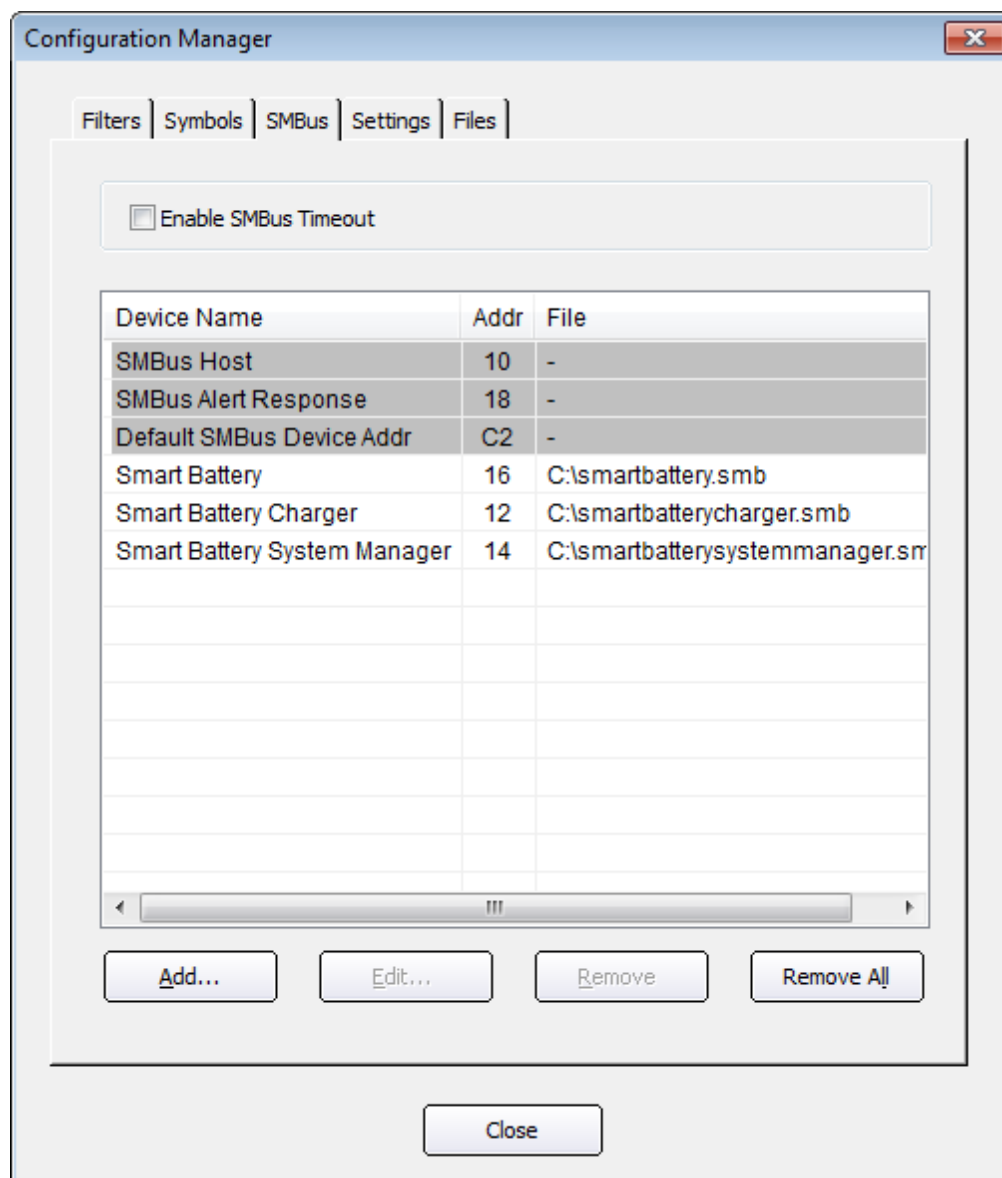 Configuration Manager
Filters Symbols SMBus Settings Files
Enable SMBus Timeout
Device Name Addr File
SMBus Host 10 -
SMBus Alert Response 18 -
Default SMBus Device Addr C2 -
Smart Battery 16 C:\smartbattery.smb
Smart Battery Charger 12 C:\smartbatterycharger.smb
Smart Battery System Manager 14 C:\smartbatterysystemmanager.sm
Add... Edit... Remove Remove All
Close